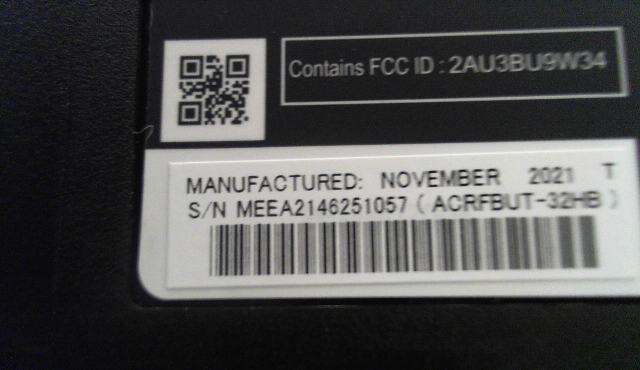 Contains FCC ID : 2AU3BU9W34
MANUFACTURED: NOVEMBER 2021 T
S/N MEEA2146251057 ( ACRFBUT-32HB )